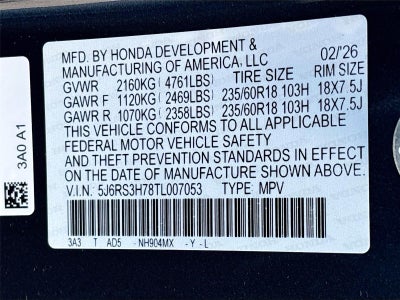 MFD. BY HONDA DEVELOPMENT &
MANUFACTURING OF AMERICA, LLC 02/'26
GVWR 2160KG (4761LBS) TIRE SIZE RIM SIZE
GAWR F 1120KG (2469LBS) 235/60R18 103H 18X7.5J
GAWR R 1070KG (2358LBS) 235/60R18 103H 18X7.5J
THIS VEHICLE CONFORMS TO ALL APPLICABLE
FEDERAL MOTOR VEHICLE SAFETY
AND THEFT PREVENTION STANDARDS IN EFFECT
ON THE DATE OF MANUFACTURE SHOWN ABOVE.
V.I.N. 5J6RS3H78TL007053 TYPE: MPV
3A3 T AD5 - NH904MX - Y - L
3A0 A1